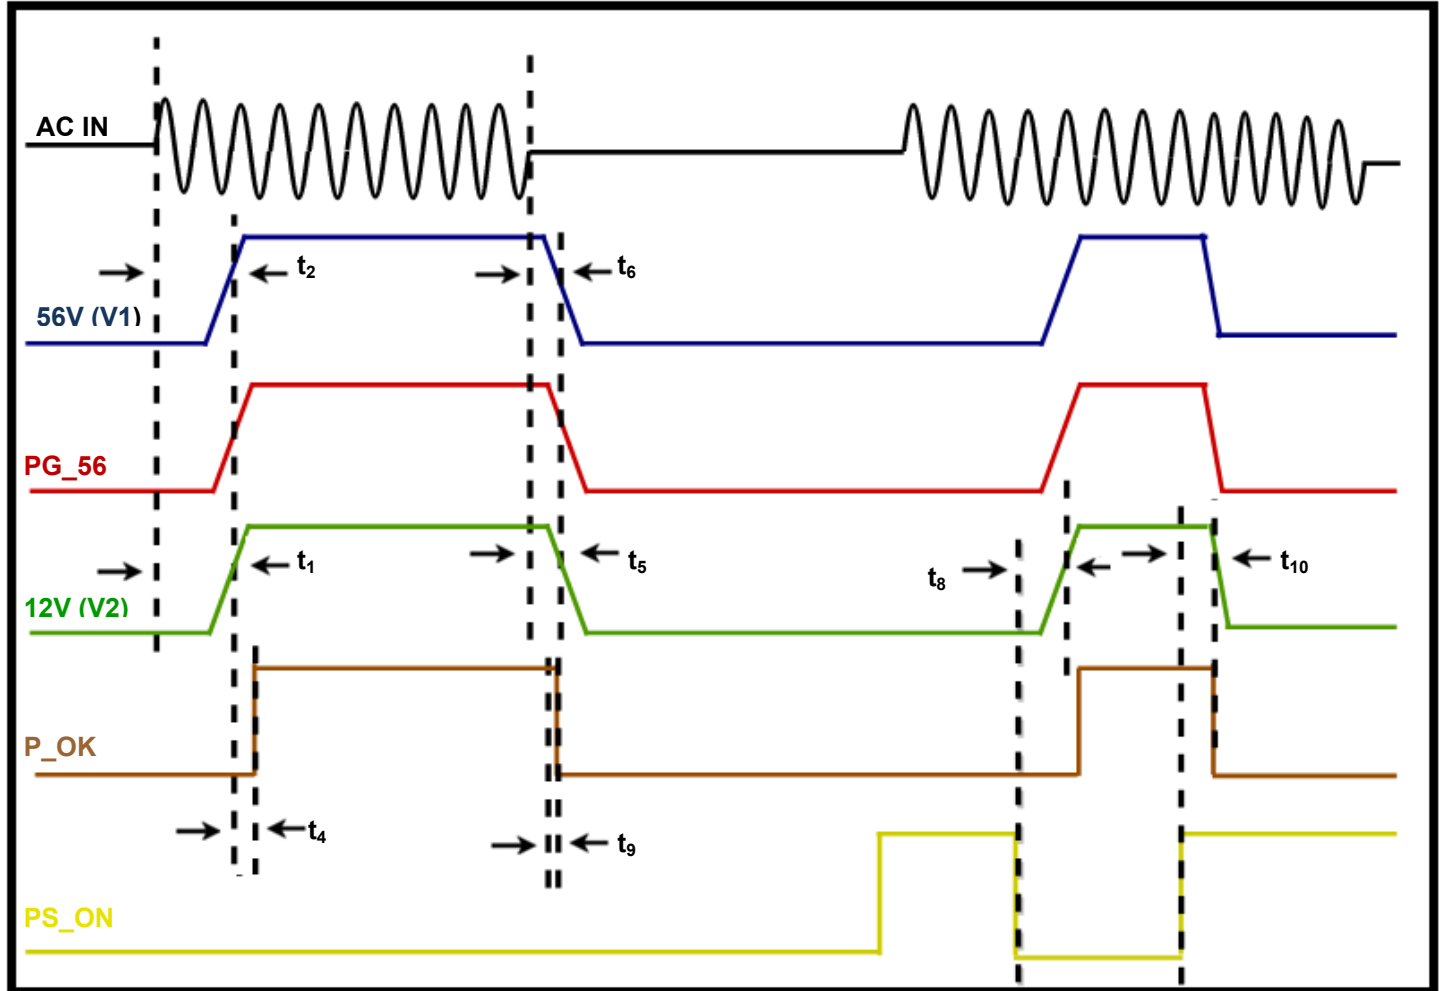 AC IN
t2
t6
56V (V1)
PG_56
t1
t5
t8
t10
12V (V2)
P_OK
t4
t9
PS_ON